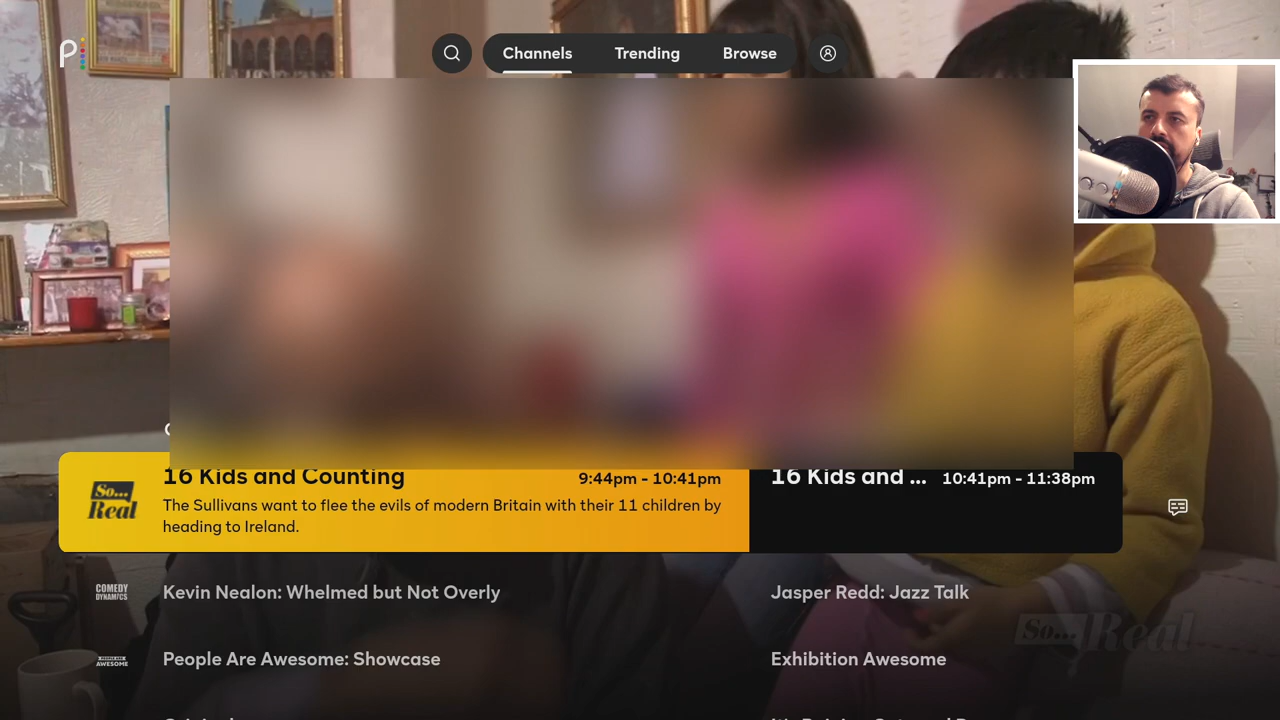 Channels
Trending
Browse
16 Kids and Counting
9:44pm - 10:41pm
16 Kids and ...
10:41pm - 11:38pm
So...
Real
The Sullivans want to flee the evils of modern Britain with their 11 children by
heading to Ireland.
COMEDY
DYNAMICS
Kevin Nealon: Whelmed but Not Overly
Jasper Redd: Jazz Talk
So... Real
PEOPLE ARE
AWESOME
People Are Awesome: Showcase
Exhibition Awesome